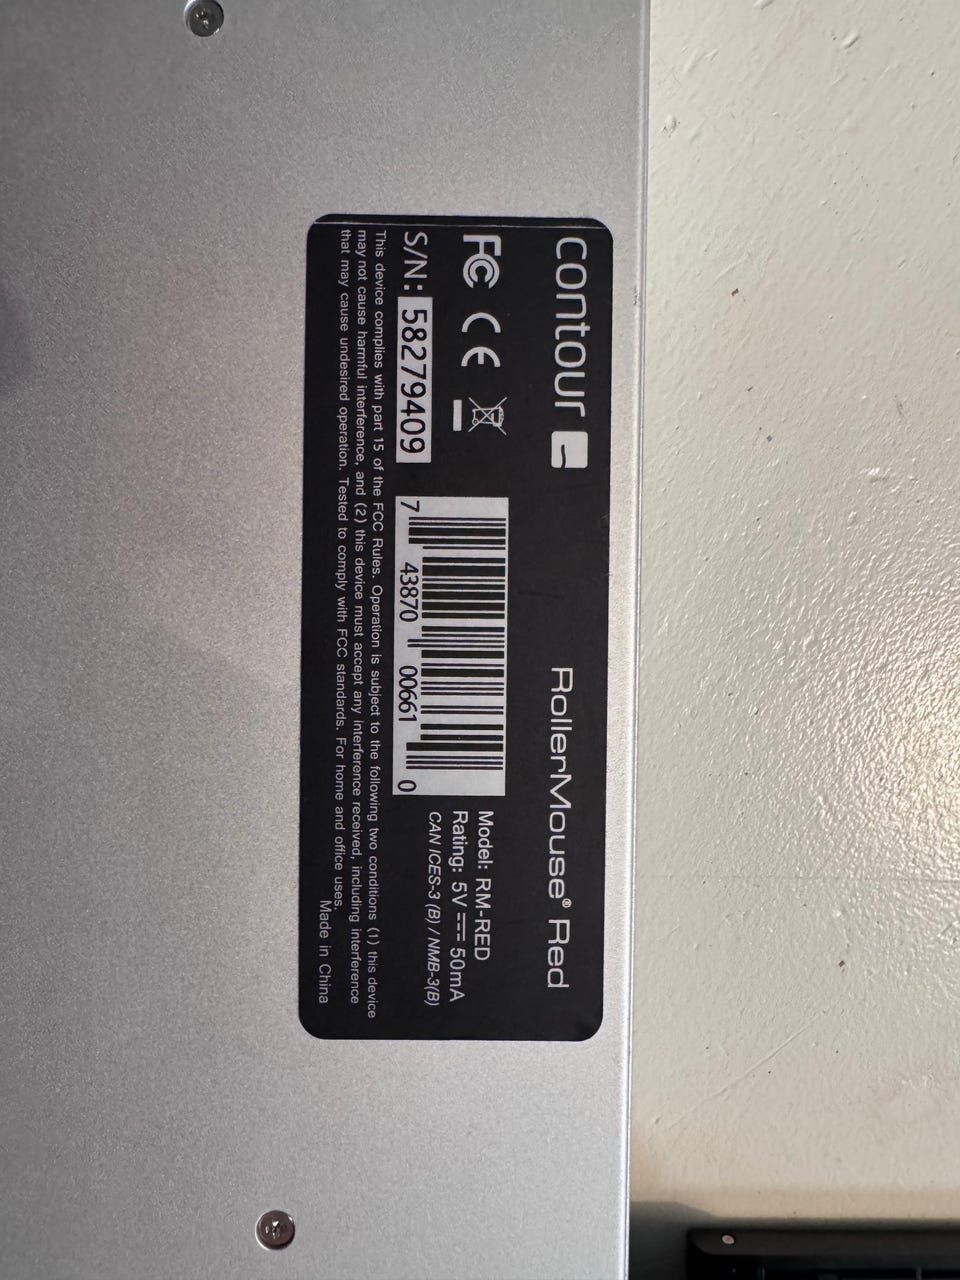 contour
RollerMouse® Red
FC CE
S/N: 58279409
7 43870 00661 0
Model: RM-RED
Rating: 5V ⎓ 50mA
CAN ICES-3 (B) / NMB-3(B)
This device complies with part 15 of the FCC Rules. Operation is subject to the following two conditions (1) this device
may not cause harmful interference, and (2) this device must accept any interference received, including interference
that may cause undesired operation. Tested to comply with FCC standards. For home and office uses.
Made in China